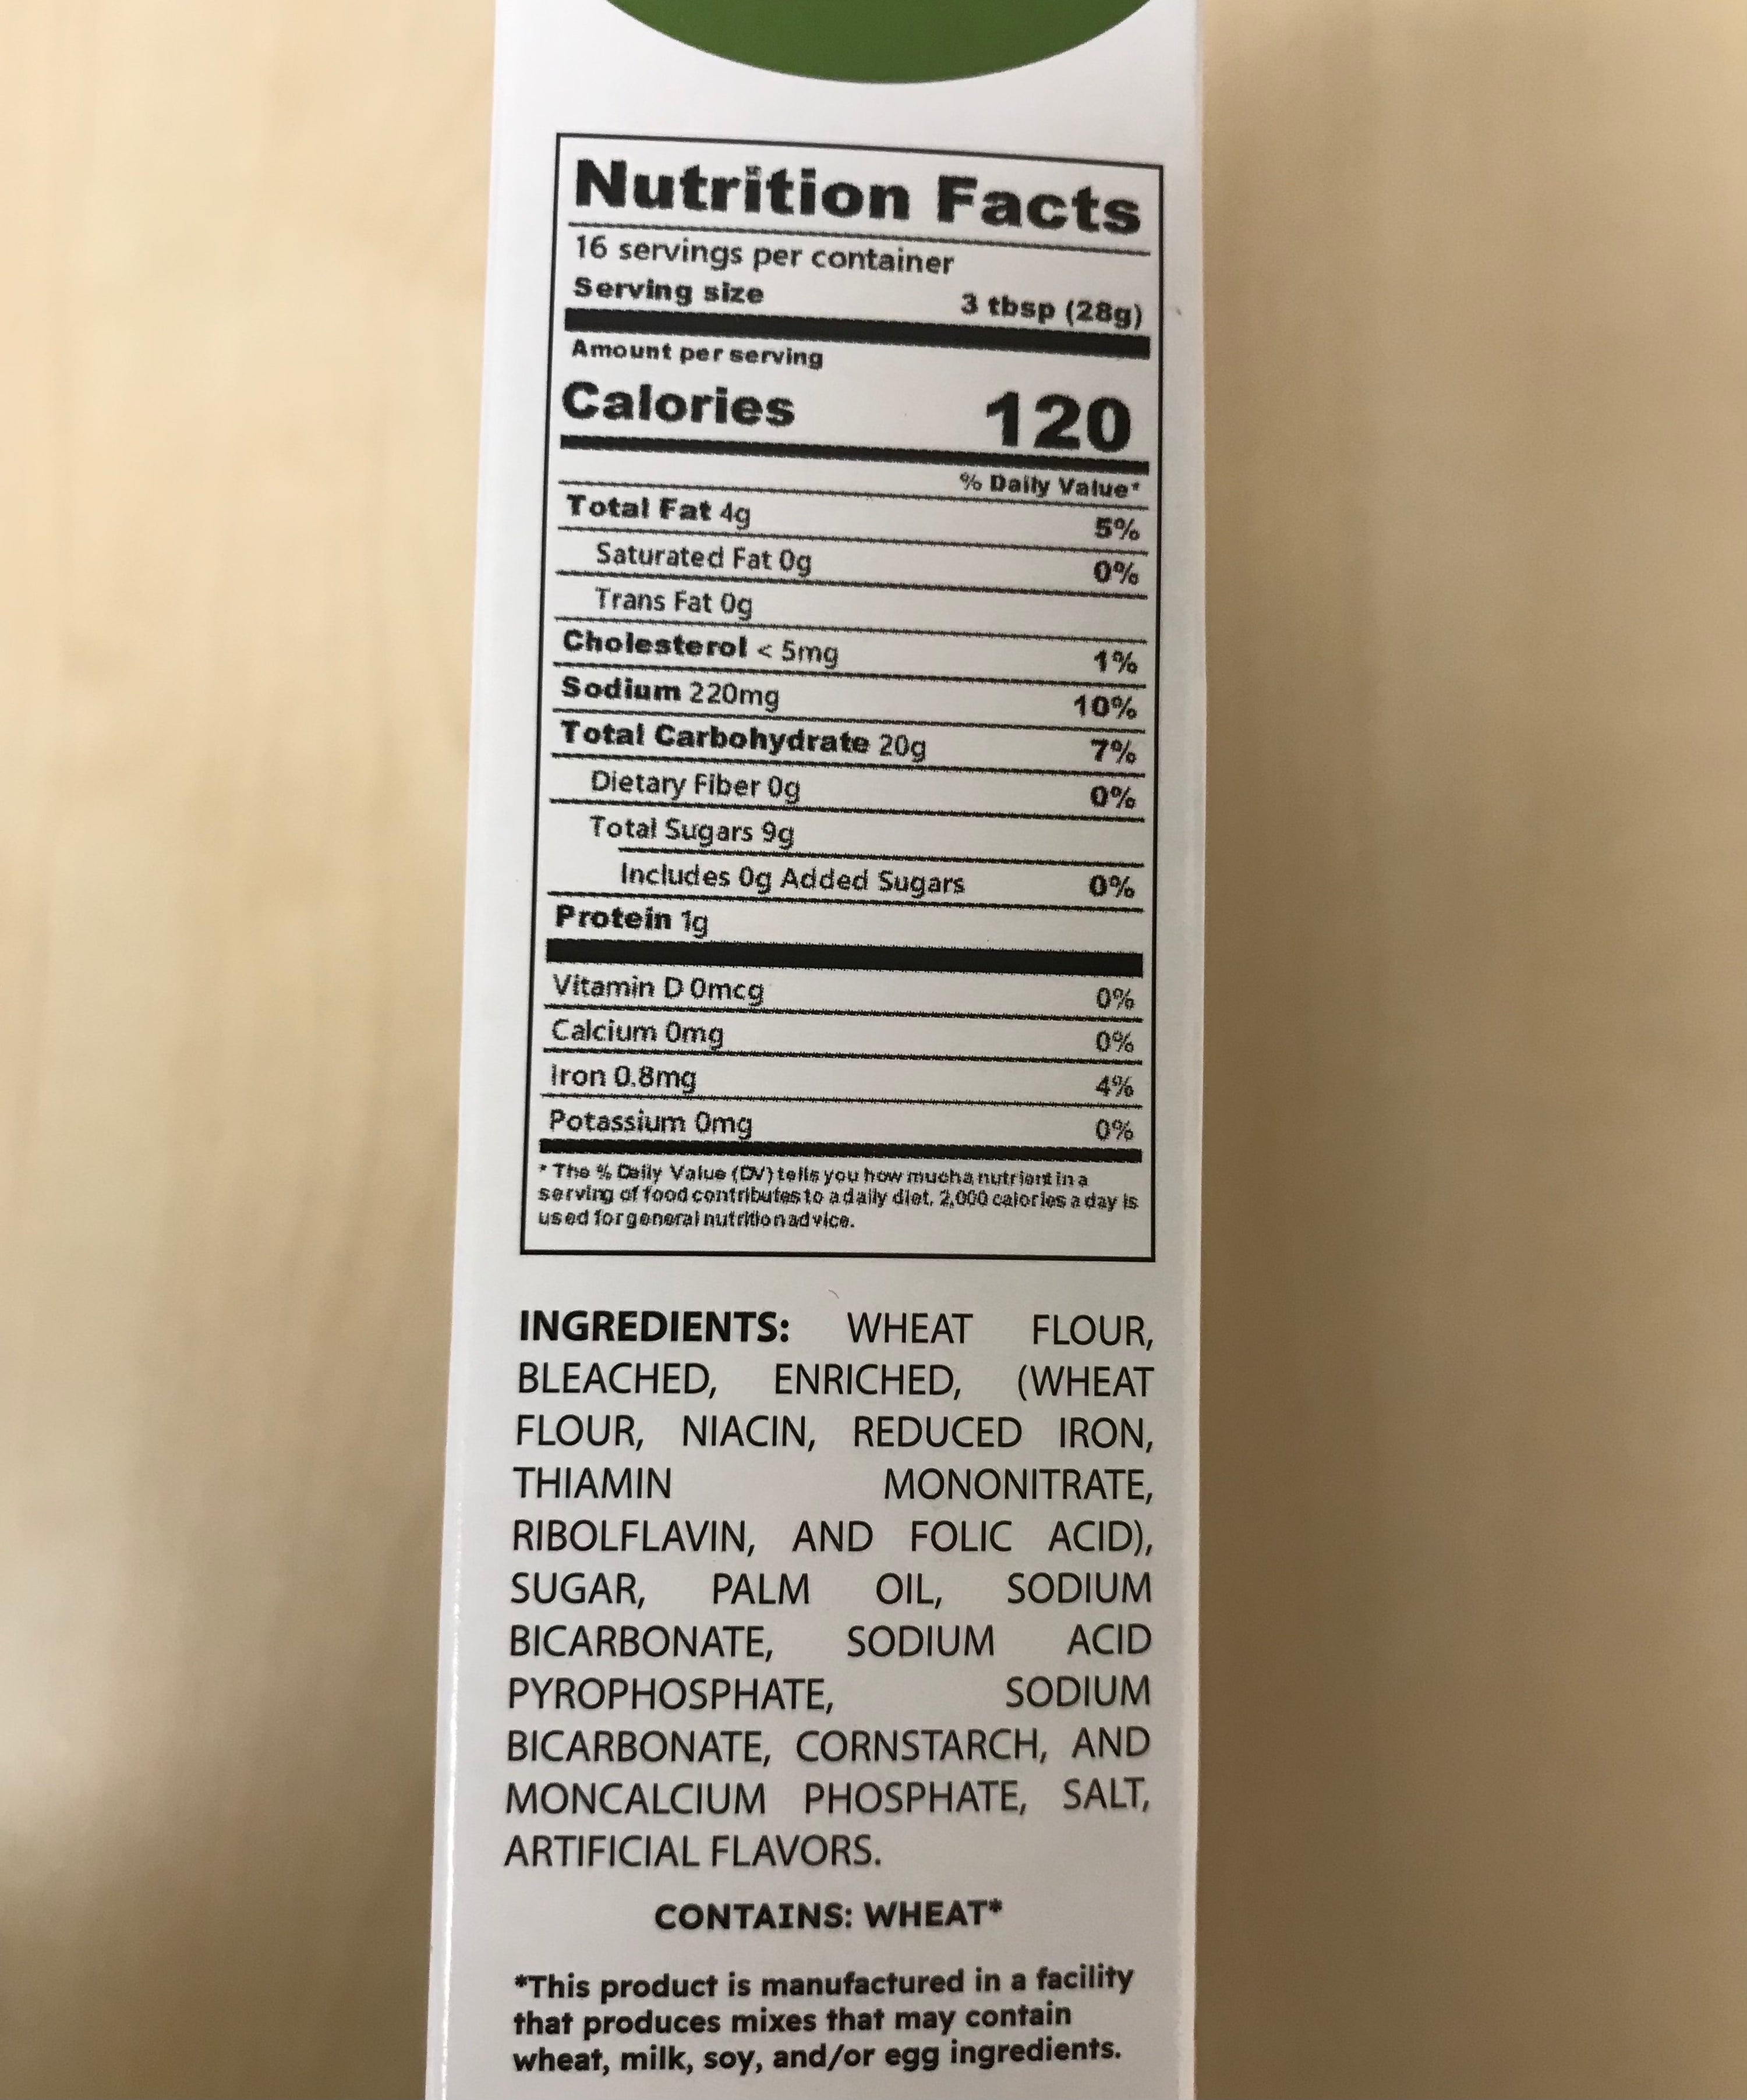 Nutrition Facts
16 servings per container
Serving size 3 tbsp (28g)
Amount per serving
Calories 120
% Daily Value*
Total Fat 4g 5%
Saturated Fat 0g 0%
Trans Fat 0g
Cholesterol < 5mg 1%
Sodium 220mg 10%
Total Carbohydrate 20g 7%
Dietary Fiber 0g 0%
Total Sugars 9g
Includes 0g Added Sugars 0%
Protein 1g
Vitamin D 0mcg 0%
Calcium 0mg 0%
Iron 0.8mg 4%
Potassium 0mg 0%
* The % Daily Value (DV) tells you how much a nutrient in a
serving of food contributes to a daily diet. 2,000 calories a day is
used for general nutrition advice.
INGREDIENTS: WHEAT FLOUR,
BLEACHED, ENRICHED, (WHEAT
FLOUR, NIACIN, REDUCED IRON,
THIAMIN MONONITRATE,
RIBOLFLAVIN, AND FOLIC ACID),
SUGAR, PALM OIL, SODIUM
BICARBONATE, SODIUM ACID
PYROPHOSPHATE, SODIUM
BICARBONATE, CORNSTARCH, AND
MONCALCIUM PHOSPHATE, SALT,
ARTIFICIAL FLAVORS.
CONTAINS: WHEAT*
*This product is manufactured in a facility
that produces mixes that may contain
wheat, milk, soy, and/or egg ingredients.